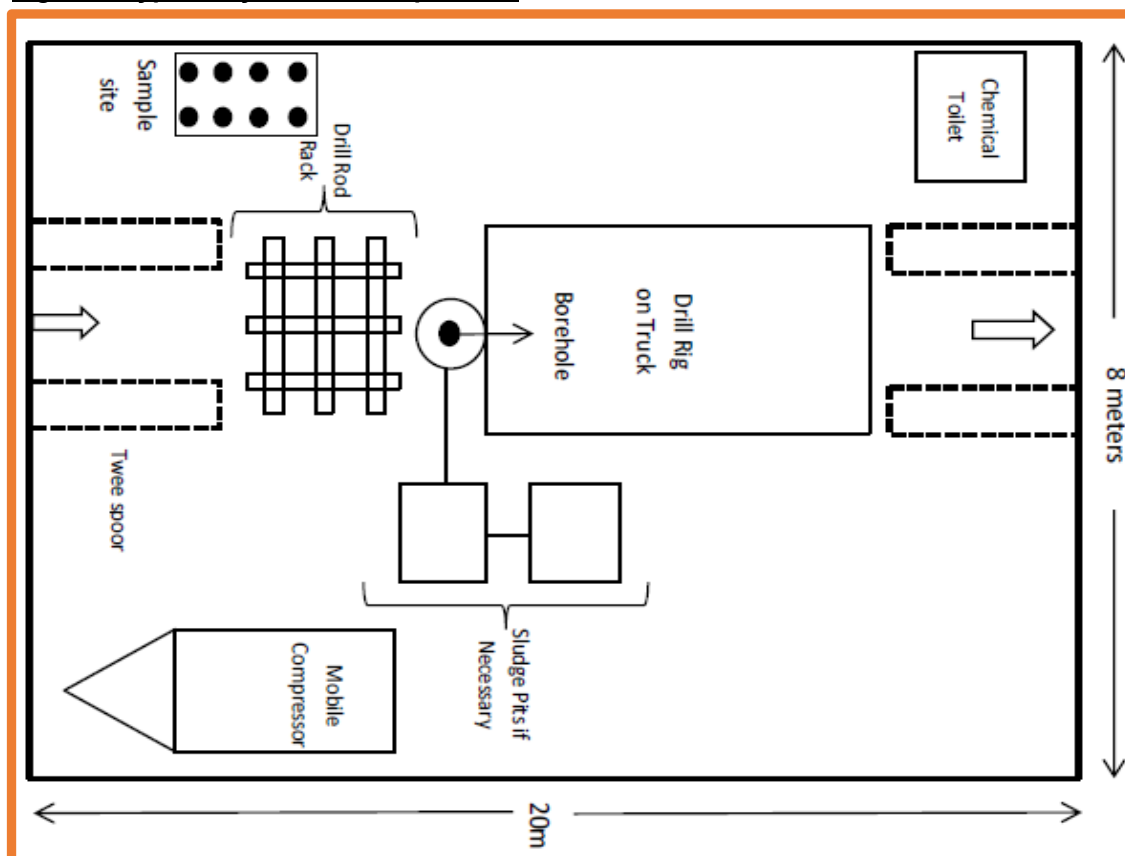 Sample
site
Drill Rod
Rack
Chemical
Toilet
Drill Rig
on Truck
Borehole
8 meters
Twee spoor
Sludge Pits if
Necessary
Mobile
Compressor
20m